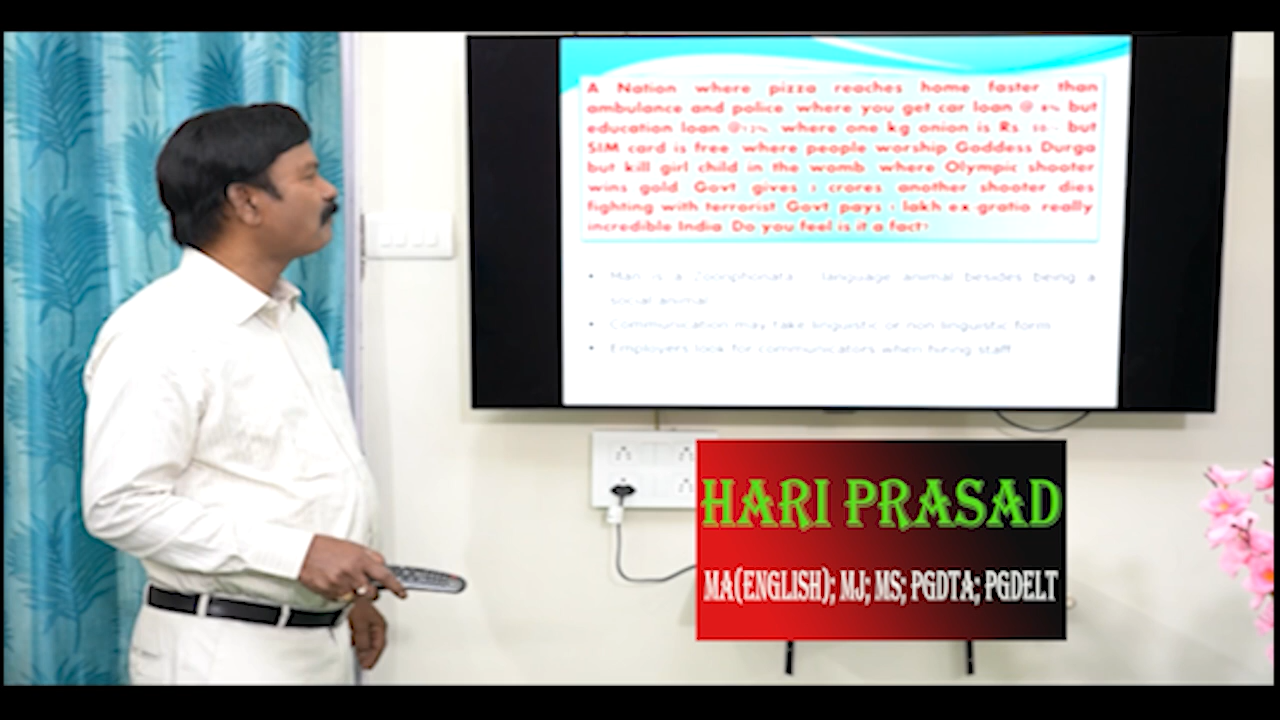 A Nation where pizza reaches home faster than
ambulance and police where you get car loan @ but
education loan @ where one kg onion is Rs but
SIM card is free where people worship Goddess Durga
but kill girl child in the womb where Olympic shooter
wins gold Govt gives crores another shooter dies
fighting with terrorist Govt pays lakh ex-gratia really
incredible India Do you feel is it a fact?
• Man is a language animal besides being a
social animal
• Communication may take linguistic or non linguistic form
• Employers look for communicators when hiring staff
HARI PRASAD
MA(ENGLISH); MJ; MS; PGDTA; PGDELT